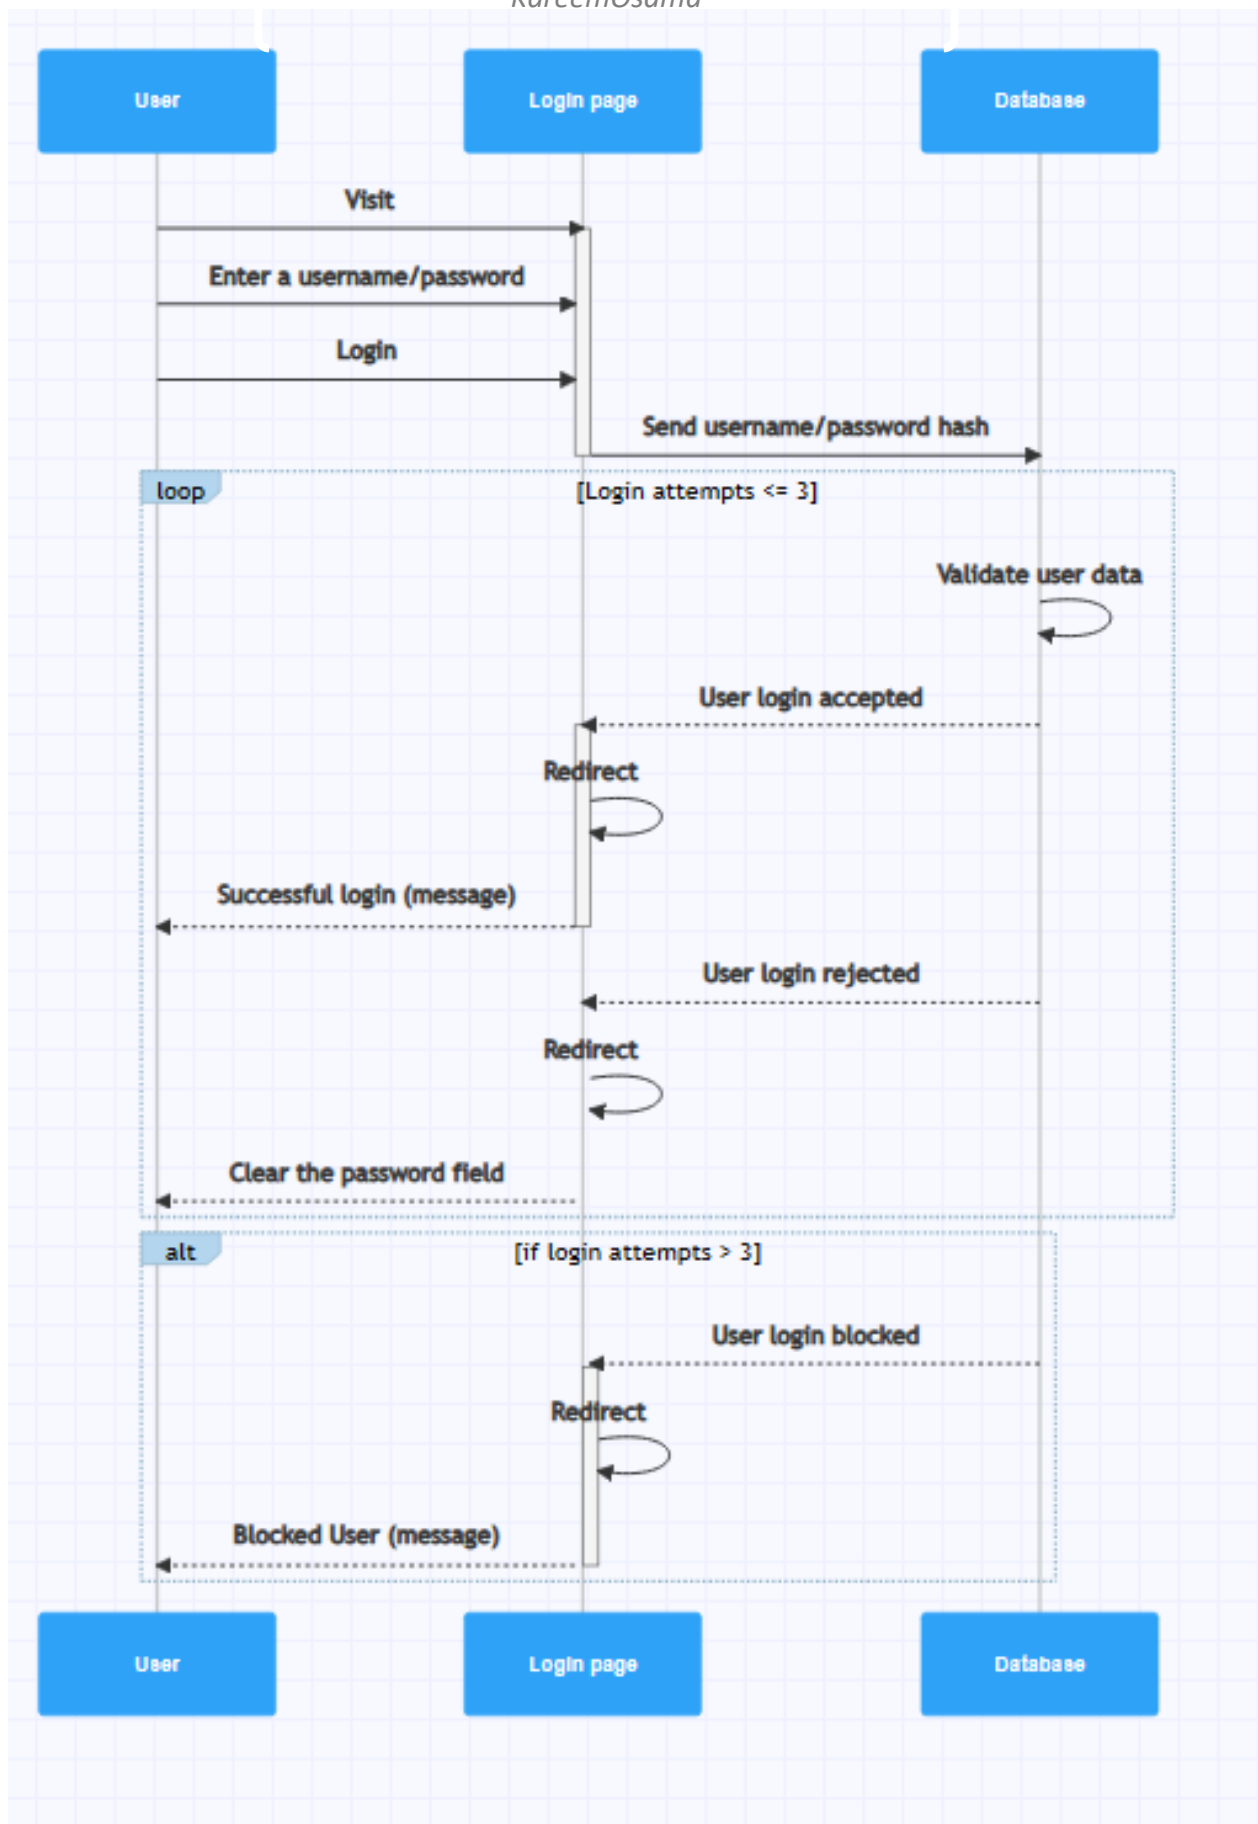 KareemOsama
User Login page Database
Visit
Enter a username/password
Login
Send username/password hash
loop [Login attempts <= 3]
Validate user data
User login accepted
Redirect
Successful login (message)
User login rejected
Redirect
Clear the password field
alt [if login attempts > 3]
User login blocked
Redirect
Blocked User (message)
User Login page Database